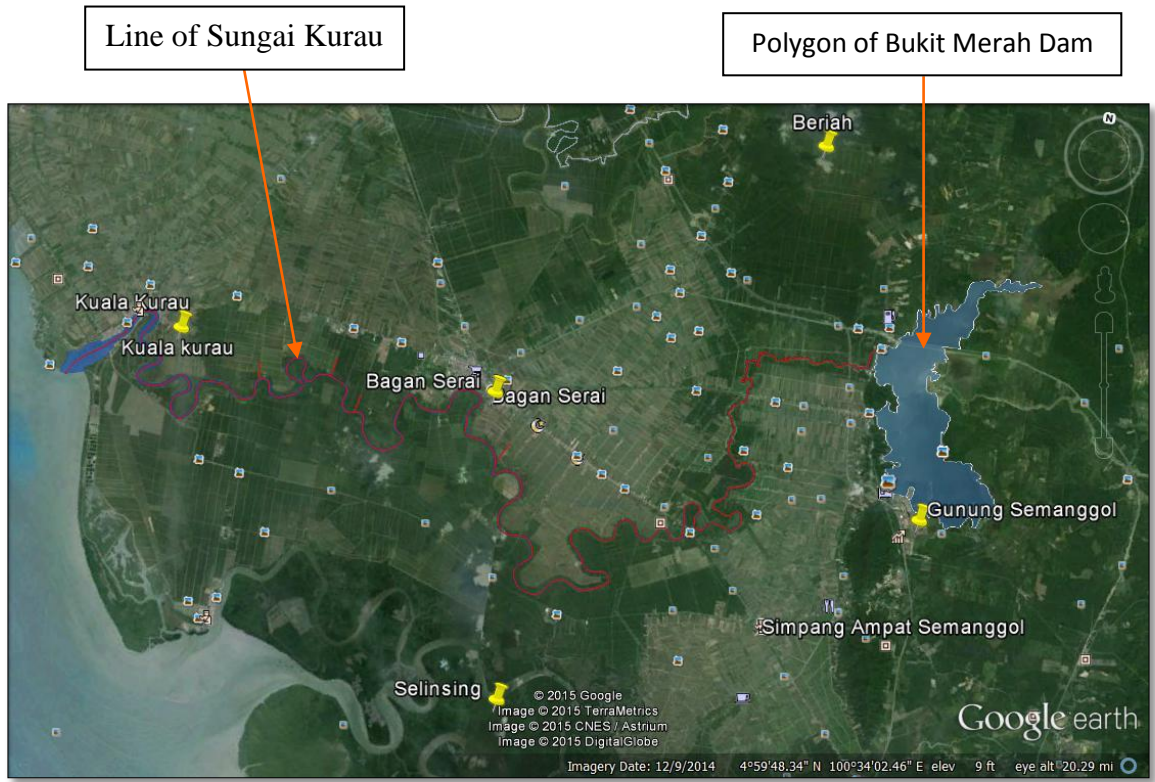 Line of Sungai Kurau
Polygon of Bukit Merah Dam
N
Beriah
Kuala Kurau
Kuala kurau
Bagan Serai
Bagan Serai
Gunung Semanggol
Simpang Ampat Semanggol
Selinsing
© 2015 Google
Image © 2015 TerraMetrics
Image © 2015 CNES / Astrium
Image © 2015 DigitalGlobe
Google earth
Imagery Date: 12/9/2014 4°59'48.34" N 100°34'02.46" E elev 9 ft eye alt 20.29 mi